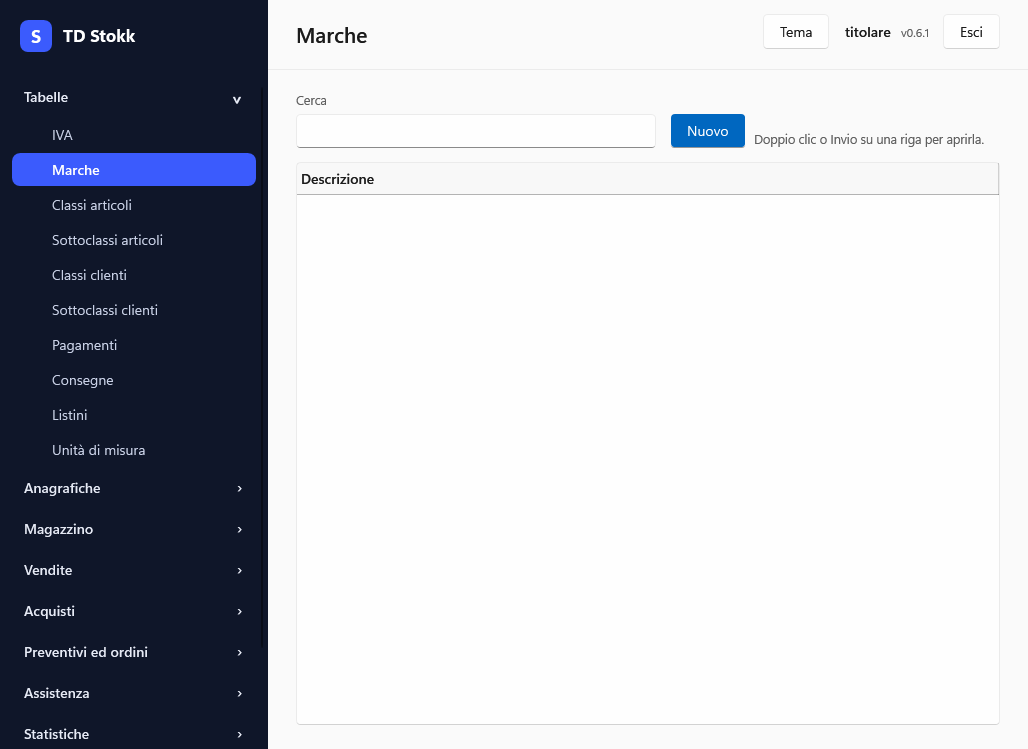 S TD Stokk
Marche
Tema
titolare
v0.6.1
Esci
Tabelle
IVA
Marche
Classi articoli
Sottoclassi articoli
Classi clienti
Sottoclassi clienti
Pagamenti
Consegne
Listini
Unità di misura
Anagrafiche
Magazzino
Vendite
Acquisti
Preventivi ed ordini
Assistenza
Statistiche
Cerca
Nuovo
Doppio clic o Invio su una riga per aprirla.
Descrizione